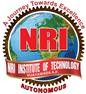 A Journey Towards Excellence
NRI
NRI INSTITUTE OF TECHNOLOGY
AUTONOMOUS